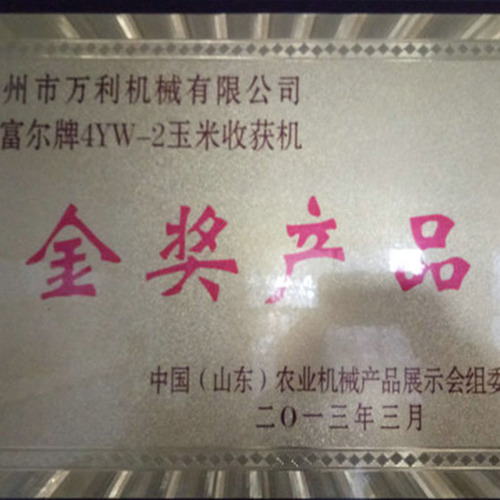 州市万利机械有限公司
富尔牌4YW-2玉米收获机
金奖产品
中国（山东）农业机械产品展示会组委
二〇一三年三月